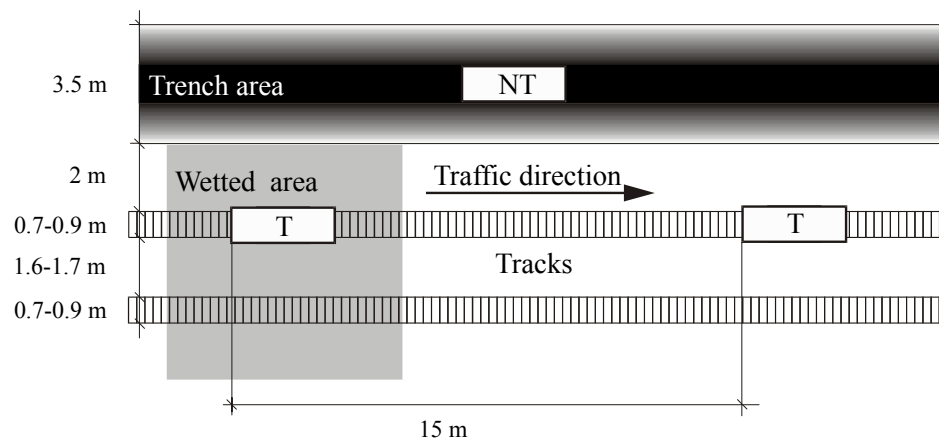 3.5 m
Trench area
NT
2 m
Wetted area
Traffic direction
0.7-0.9 m
T
T
1.6-1.7 m
Tracks
0.7-0.9 m
15 m